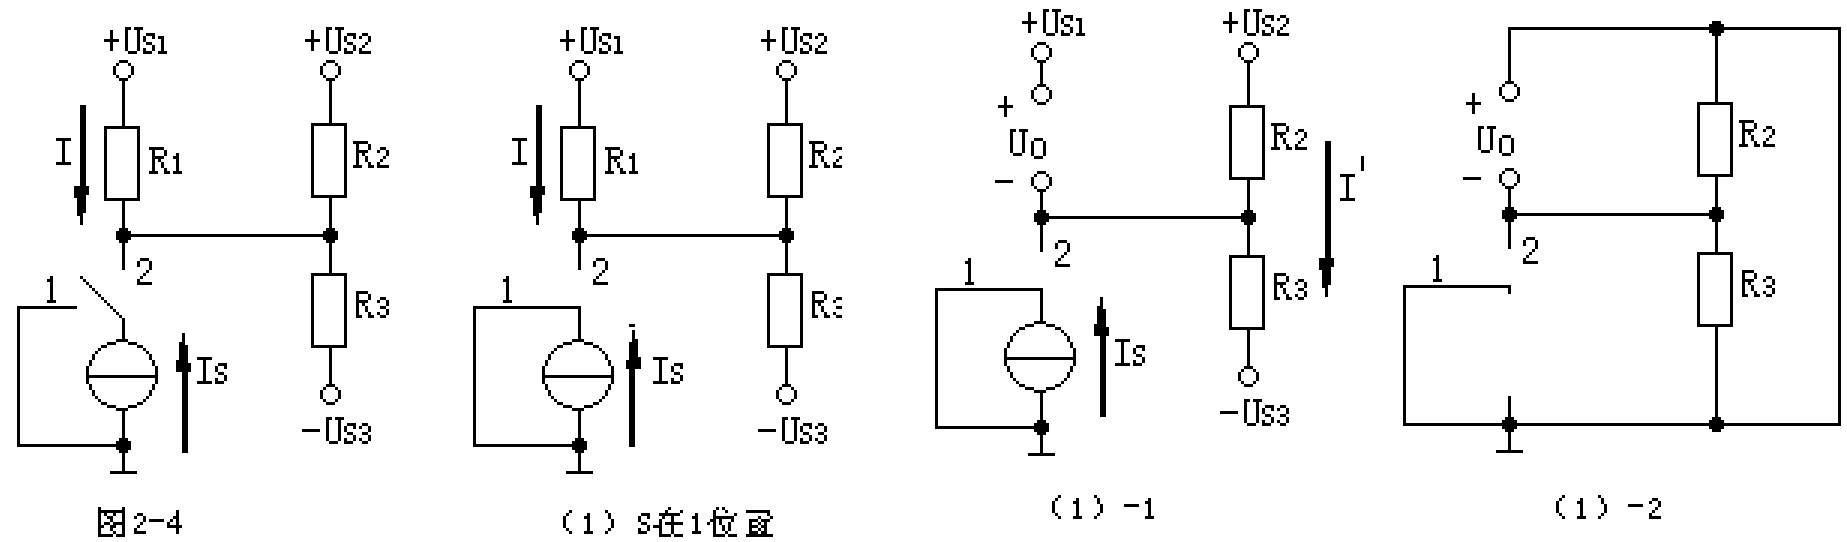 +US1 +US2
I R1 R2
2
1
R3
IS
-US3
图2-4
+US1 +US2
I R1 R2
2
1
R3
IS
-US3
（1）S在1位置
+US1 +US2
+
U0 R2
- I'
2
1
R3
IS
-US3
（1）-1
+
U0 R2
-
2
1
R3
（1）-2